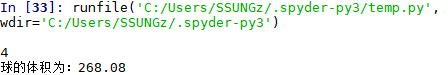 In [33]: runfile('C:/Users/SSUNGz/.spyder-py3/temp.py',
wdir='C:/Users/SSUNGz/.spyder-py3')
4
球的体积为：268.08